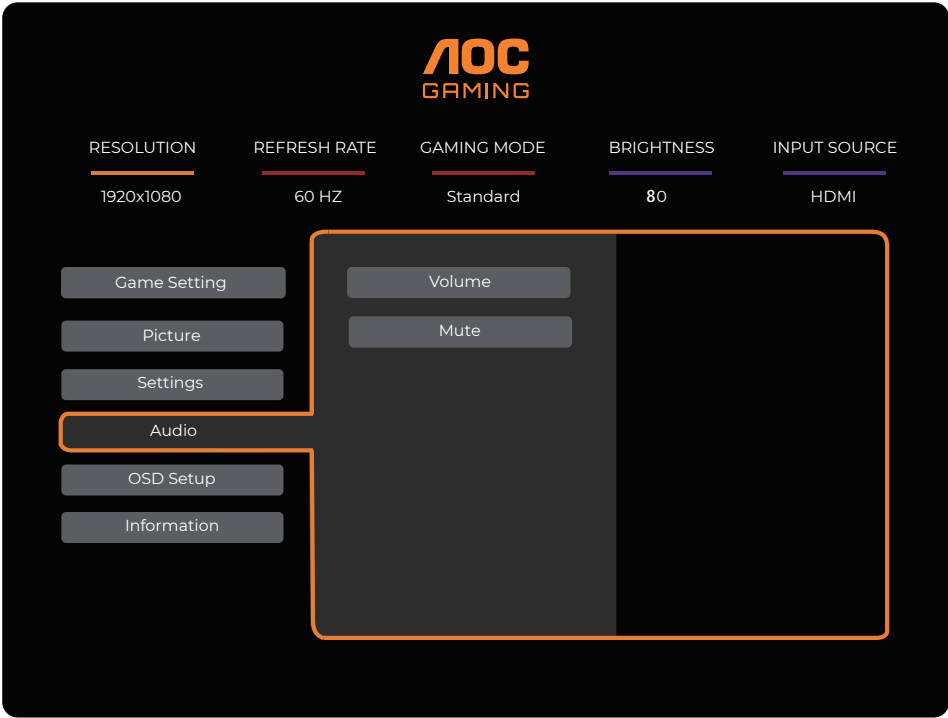 AOC
GAMING
RESOLUTION REFRESH RATE GAMING MODE BRIGHTNESS INPUT SOURCE
1920x1080 60 HZ Standard 80 HDMI
Game Setting
Picture
Settings
Audio
OSD Setup
Information
Volume
Mute